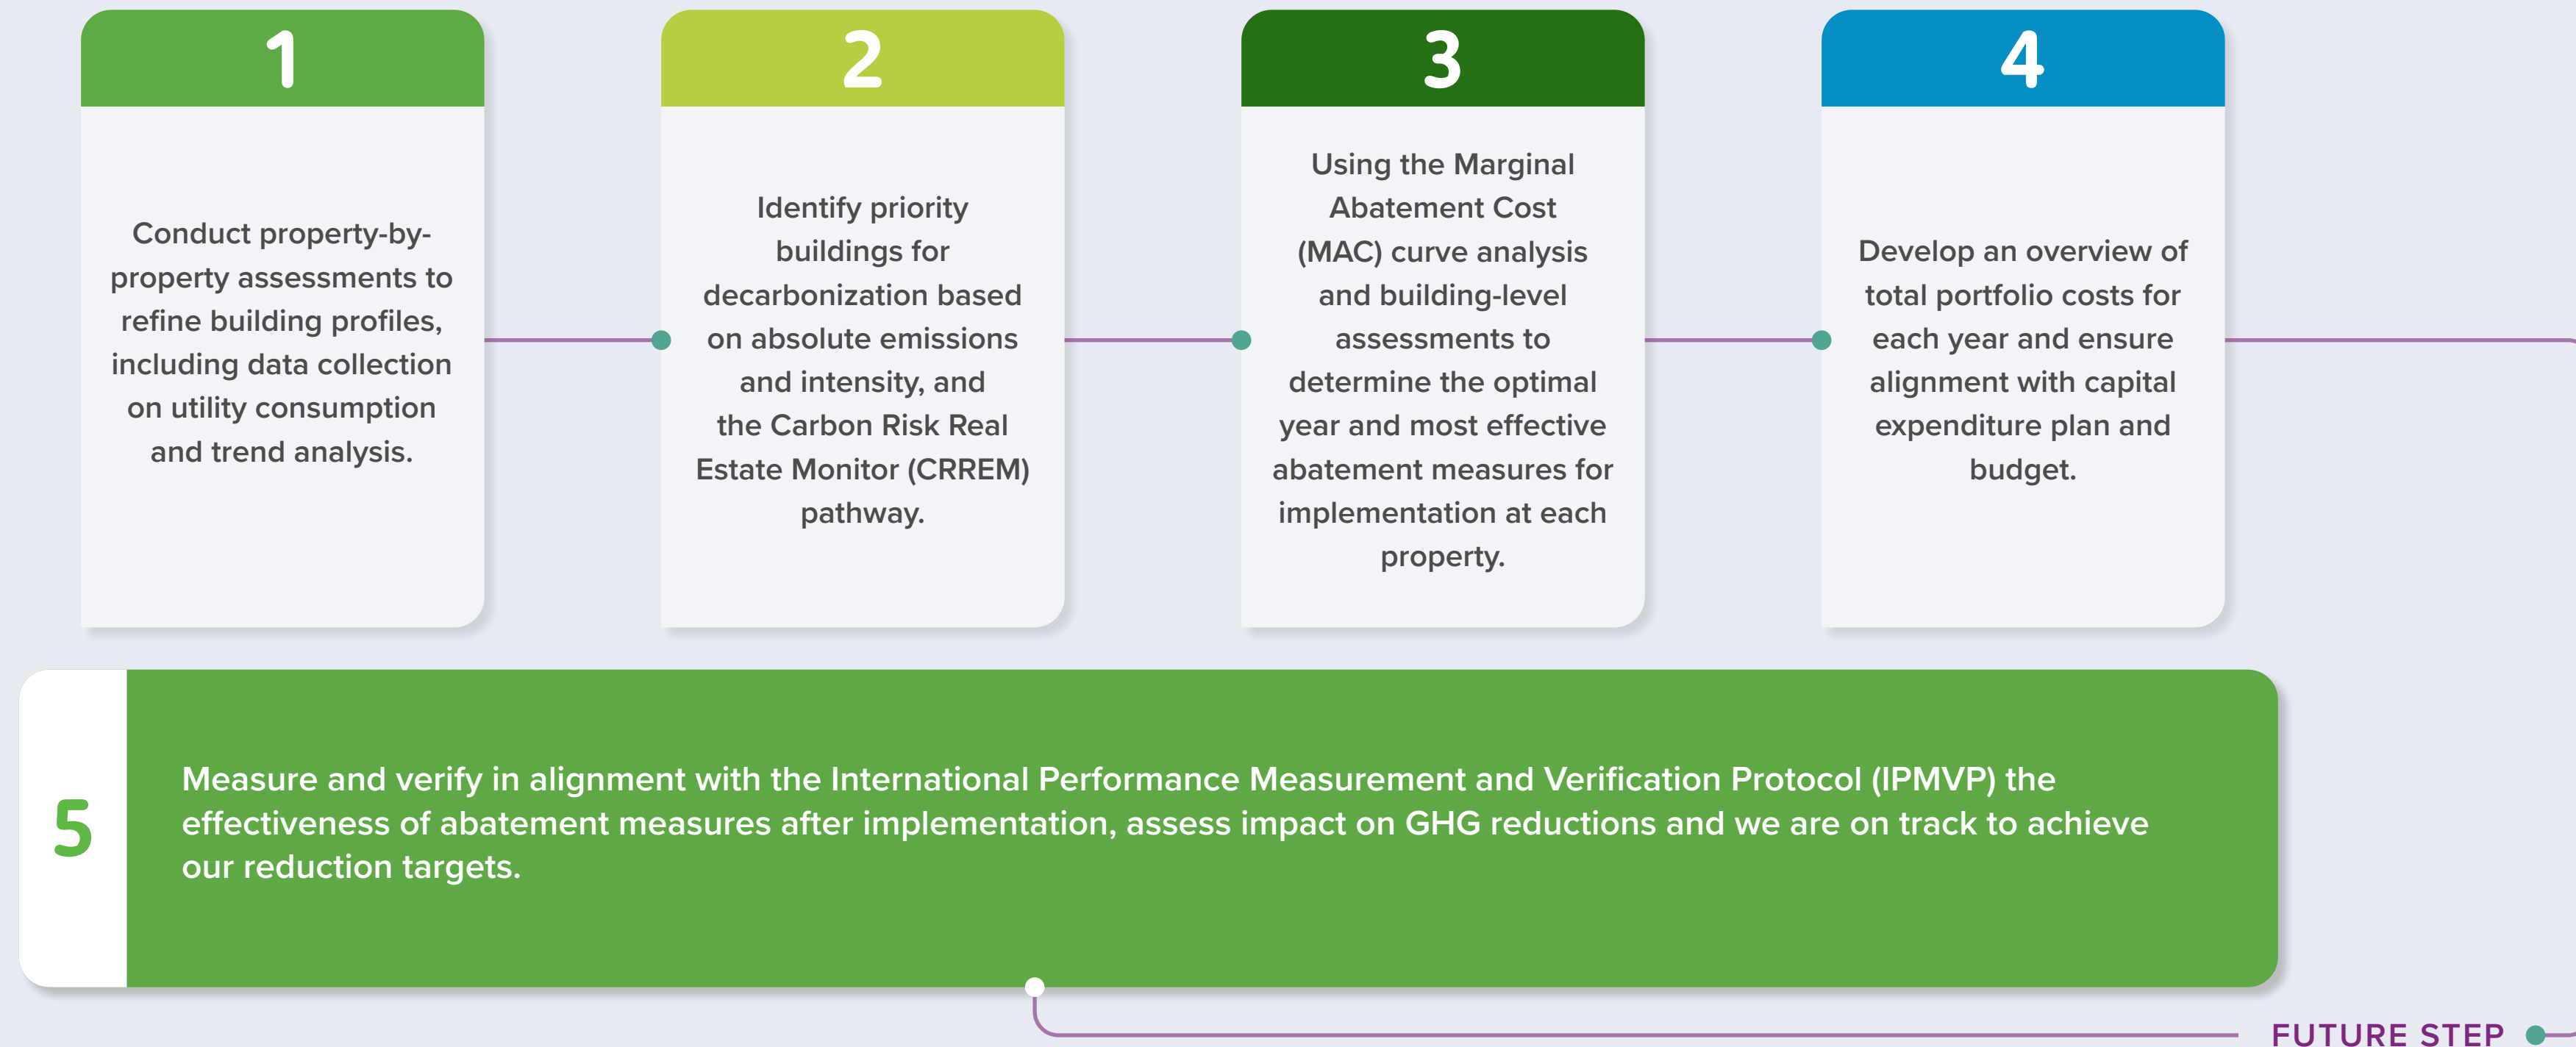 1
Conduct property-by-
property assessments to
refine building profiles,
including data collection
on utility consumption
and trend analysis.
2
Identify priority
buildings for
decarbonization based
on absolute emissions
and intensity, and
the Carbon Risk Real
Estate Monitor (CRREM)
pathway.
3
Using the Marginal
Abatement Cost
(MAC) curve analysis
and building-level
assessments to
determine the optimal
year and most effective
abatement measures for
implementation at each
property.
4
Develop an overview of
total portfolio costs for
each year and ensure
alignment with capital
expenditure plan and
budget.
5
Measure and verify in alignment with the International Performance Measurement and Verification Protocol (IPMVP) the
effectiveness of abatement measures after implementation, assess impact on GHG reductions and we are on track to achieve
our reduction targets.
FUTURE STEP